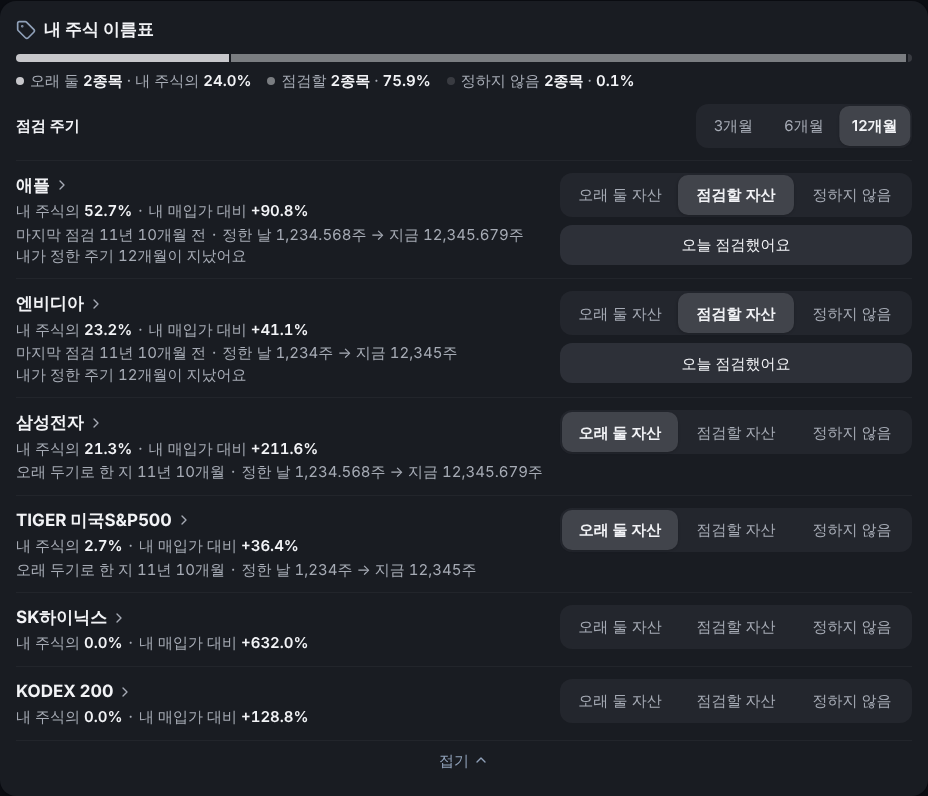 내 주식 이름표
오래 둘 2종목 · 내 주식의 24.0% 점검할 2종목 · 75.9% 정하지 않음 2종목 · 0.1%
점검 주기 3개월 6개월 12개월
애플
내 주식의 52.7% · 내 매입가 대비 +90.8%
마지막 점검 11년 10개월 전 · 정한 날 1,234.568주 → 지금 12,345.679주
내가 정한 주기 12개월이 지났어요
오래 둘 자산 점검할 자산 정하지 않음
오늘 점검했어요
엔비디아
내 주식의 23.2% · 내 매입가 대비 +41.1%
마지막 점검 11년 10개월 전 · 정한 날 1,234주 → 지금 12,345주
내가 정한 주기 12개월이 지났어요
오래 둘 자산 점검할 자산 정하지 않음
오늘 점검했어요
삼성전자
내 주식의 21.3% · 내 매입가 대비 +211.6%
오래 두기로 한 지 11년 10개월 · 정한 날 1,234.568주 → 지금 12,345.679주
오래 둘 자산 점검할 자산 정하지 않음
TIGER 미국S&P500
내 주식의 2.7% · 내 매입가 대비 +36.4%
오래 두기로 한 지 11년 10개월 · 정한 날 1,234주 → 지금 12,345주
오래 둘 자산 점검할 자산 정하지 않음
SK하이닉스
내 주식의 0.0% · 내 매입가 대비 +632.0%
오래 둘 자산 점검할 자산 정하지 않음
KODEX 200
내 주식의 0.0% · 내 매입가 대비 +128.8%
오래 둘 자산 점검할 자산 정하지 않음
접기